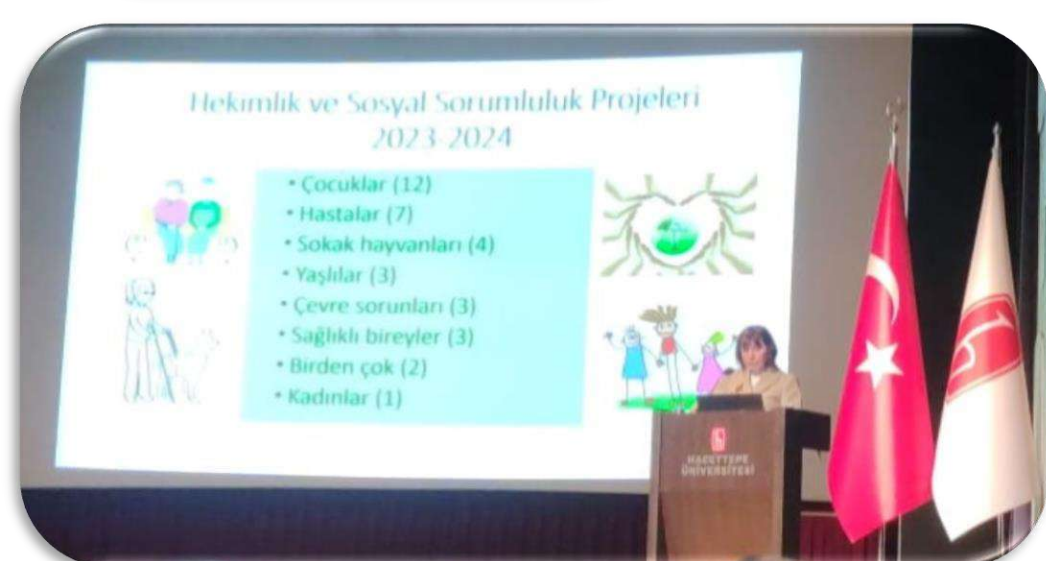 Hekimlik ve Sosyal Sorumluluk Projeleri
2023-2024
• Çocuklar (12)
• Hastalar (7)
• Sokak hayvanları (4)
• Yaşlılar (3)
• Çevre sorunları (3)
• Sağlıklı bireyler (3)
• Birden çok (2)
• Kadınlar (1)
HACETTEPE
ÜNİVERSİTESİ